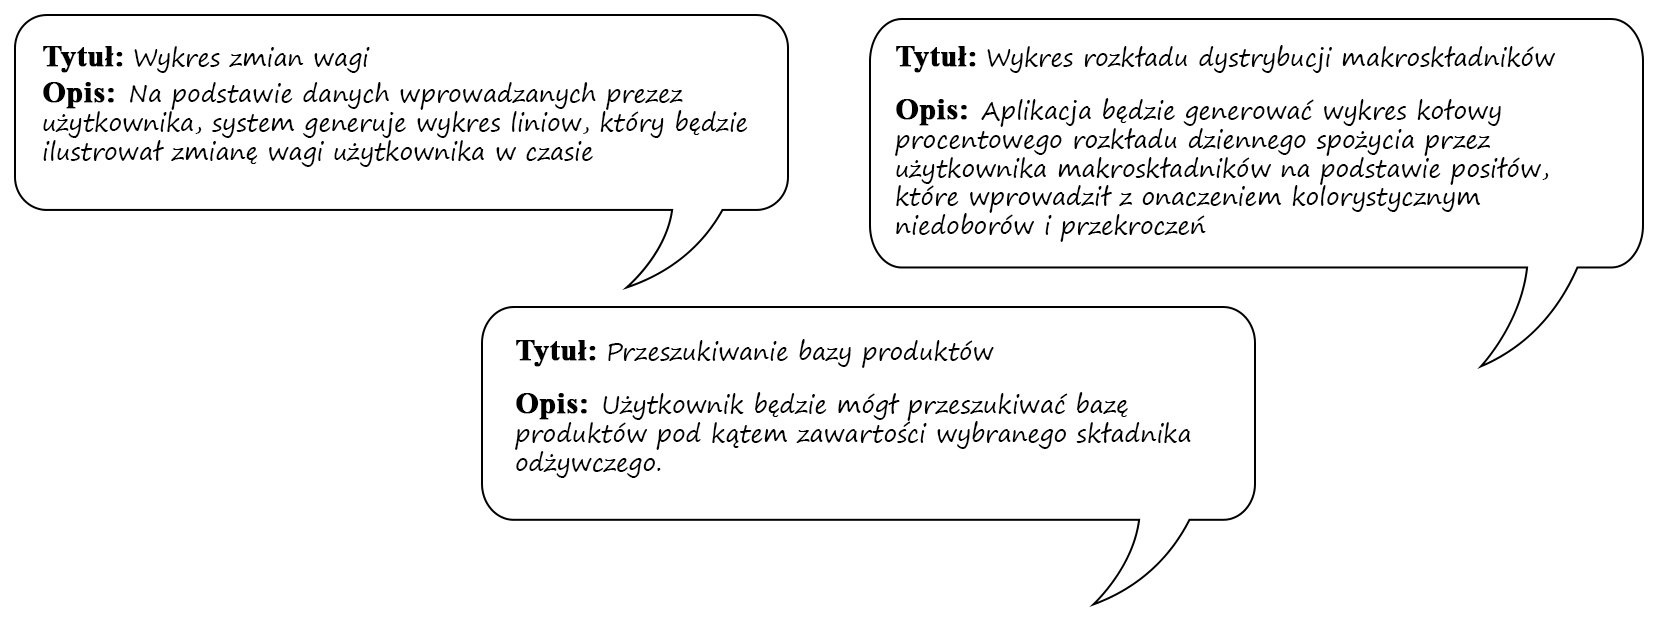 Tytuł: Wykres zmian wagi
Opis: Na podstawie danych wprowadzanych prezez
użytkownika, system generuje wykres liniow, który będzie
ilustrował zmianę wagi użytkownika w czasie
Tytuł: Wykres rozkładu dystrybucji makroskładników
Opis: Aplikacja będzie generować wykres kołowy
procentowego rozkładu dziennego spożycia przez
użytkownika makroskładników na podstawie posiłów,
które wprowadził z onaczeniem kolorystycznym
niedoborów i przekroczeń
Tytuł: Przeszukiwanie bazy produktów
Opis: Użytkownik będzie mógł przeszukiwać bazę
produktów pod kątem zawartości wybranego składnika
odżywczego.